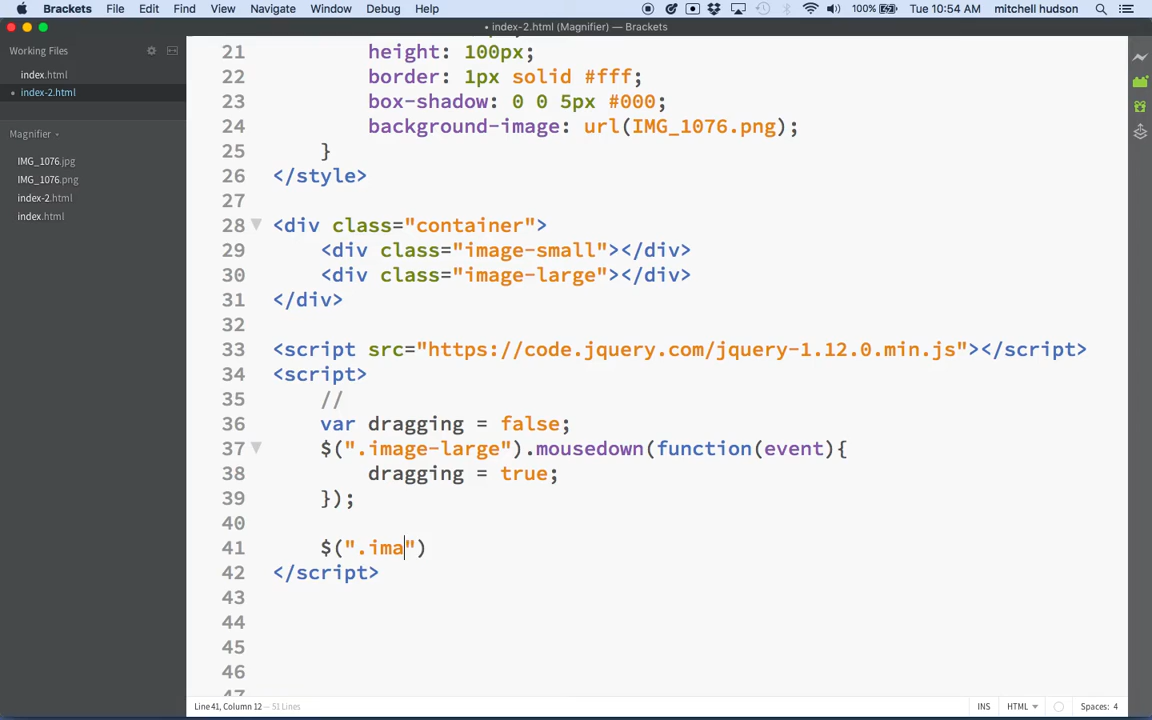 Brackets File Edit Find View Navigate Window Debug Help 100% Tue 10:54 AM mitchell hudson
• index-2.html (Magnifier) — Brackets
Working Files
index.html
• index-2.html
Magnifier
IMG_1076.jpg
IMG_1076.png
index-2.html
index.html
21 height: 100px;
22 border: 1px solid #fff;
23 box-shadow: 0 0 5px #000;
24 background-image: url(IMG_1076.png);
25 }
26 </style>
27
28 <div class="container">
29 <div class="image-small"></div>
30 <div class="image-large"></div>
31 </div>
32
33 <script src="https://code.jquery.com/jquery-1.12.0.min.js"></script>
34 <script>
35 //
36 var dragging = false;
37 $(".image-large").mousedown(function(event){
38 dragging = true;
39 });
40
41 $(".ima")
42 </script>
43
44
45
46
47
Line 41, Column 12 — 51 Lines
INS HTML Spaces: 4